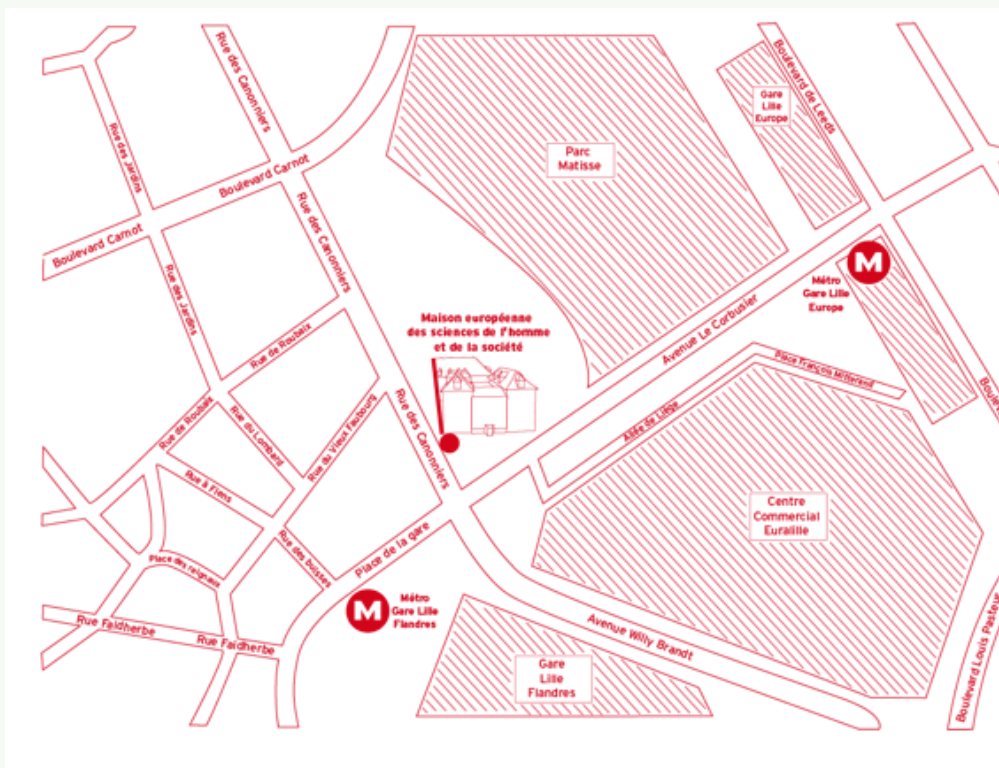 Rue des Canonniers
Boulevard de Leeds
Gare
Lille
Europe
Rue des Jardins
Parc
Matisse
Boulevard Carnot
Rue des Canonniers
Boulevard Carnot
Rue des Jardins
M
Métro
Gare Lille
Europe
Maison européenne
des sciences de l'homme
et de la société
Avenue Le Corbusier
Rue de Roubaix
Place François Mitterand
Rue de Roubaix
Rue du Lombard
Rue du Vieux Faubourg
Rue des Canonniers
Allée de Liège
Rue à Fiens
Centre
Commercial
Euralille
Place de la gare
Rue des buisses
Place des reignaux
M
Métro
Gare Lille
Flandres
Rue Faidherbe
Rue Faidherbe
Avenue Willy Brandt
Gare
Lille
Flandres
Boulevard Louis Pasteur